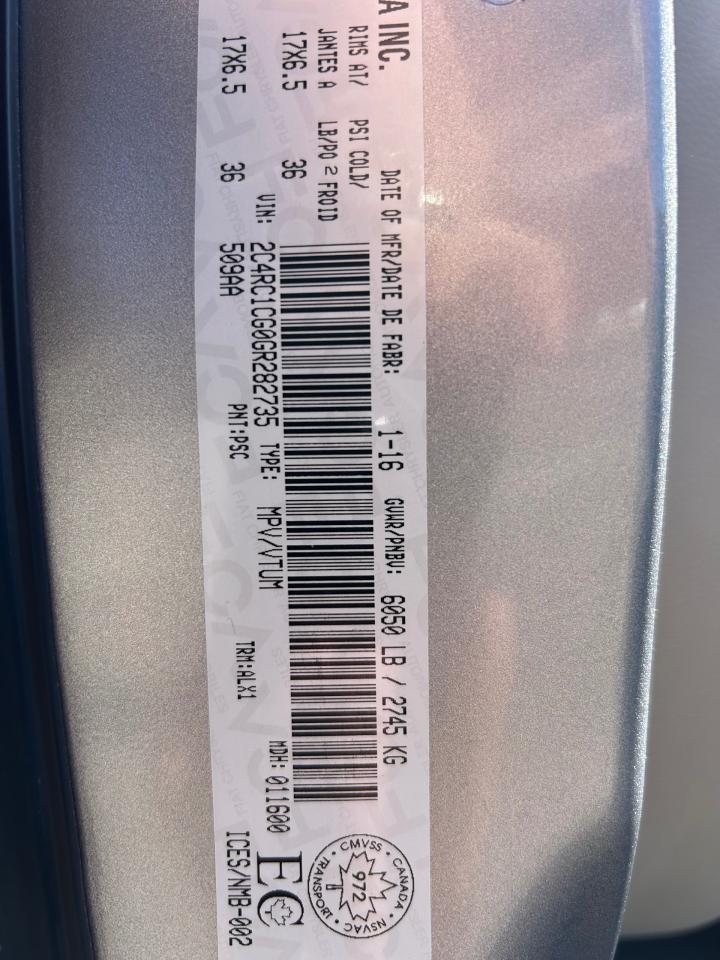 A INC.
DATE OF MFR/DATE DE FABR: 1-16 GVWR/PNBV: 6050 LB / 2745 KG
RIMS AT/ PSI COLD/
JANTES A LB/PO 2 FROID
17X6.5 36
17X6.5 36
VIN: 2C4RC1CG0GR282735 TYPE: MPV/VTUM MDH: 011600
509AA PNT:PSC TRM:ALX1 ICES/NMB-002
EC
CMVSS • CANADA • NSVAC • TRANSPORT •
972